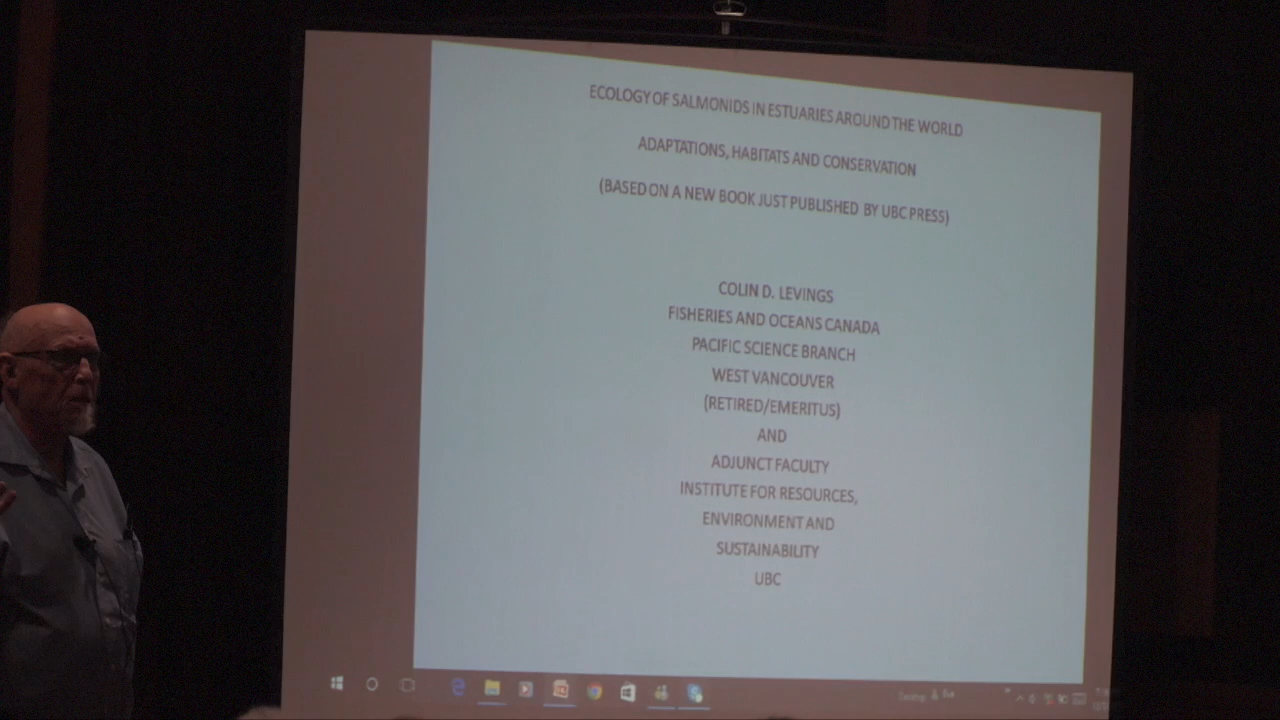 ECOLOGY OF SALMONIDS IN ESTUARIES AROUND THE WORLD
ADAPTATIONS, HABITATS AND CONSERVATION
(BASED ON A NEW BOOK JUST PUBLISHED BY UBC PRESS)
COLIN D. LEVINGS
FISHERIES AND OCEANS CANADA
PACIFIC SCIENCE BRANCH
WEST VANCOUVER
(RETIRED/EMERITUS)
AND
ADJUNCT FACULTY
INSTITUTE FOR RESOURCES,
ENVIRONMENT AND
SUSTAINABILITY
UBC